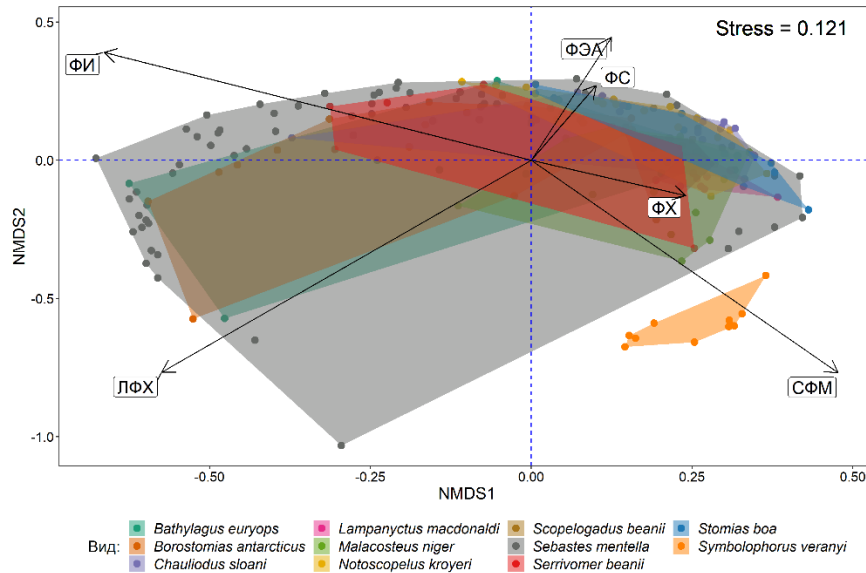 Stress = 0.121
0.5
0.0
-0.5
-1.0
NMDS2
ФИ
ФЭА
ФС
ФХ
ЛФХ
СФМ
-0.50
-0.25
0.00
0.25
0.50
NMDS1
Вид:
Bathylagus euryops
Borostomias antarcticus
Chauliodus sloani
Lampanyctus macdonaldi
Malacosteus niger
Notoscopelus kroyeri
Scopelogadus beanii
Sebastes mentella
Serrivomer beanii
Stomias boa
Symbolophorus veranyi